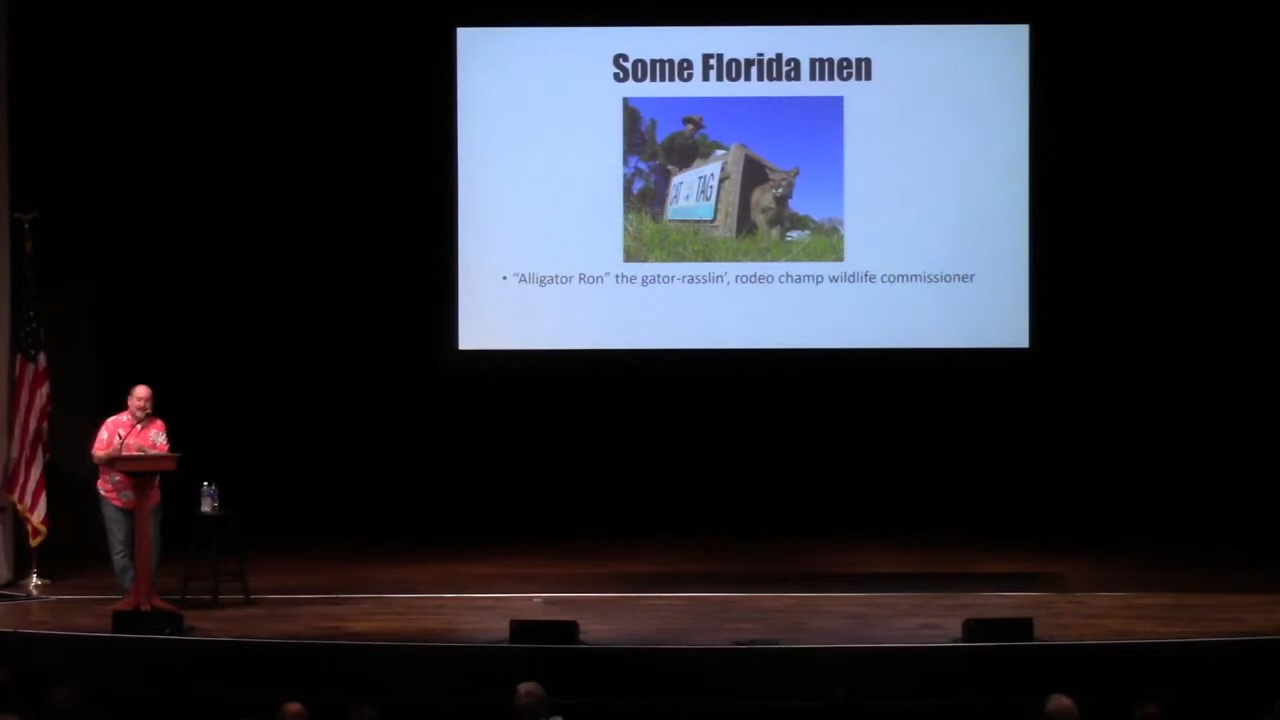 Some Florida men
CAT TAG
• “Alligator Ron” the gator-rasslin’, rodeo champ wildlife commissioner